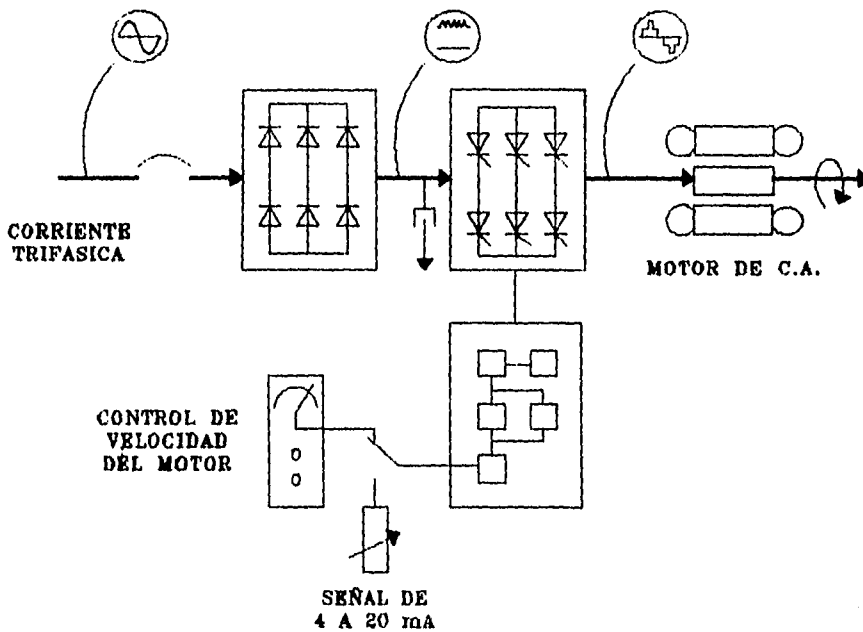 CORRIENTE
TRIFASICA
MOTOR DE C.A.
CONTROL DE
VELOCIDAD
DEL MOTOR
SEÑAL DE
4 A 20 mA